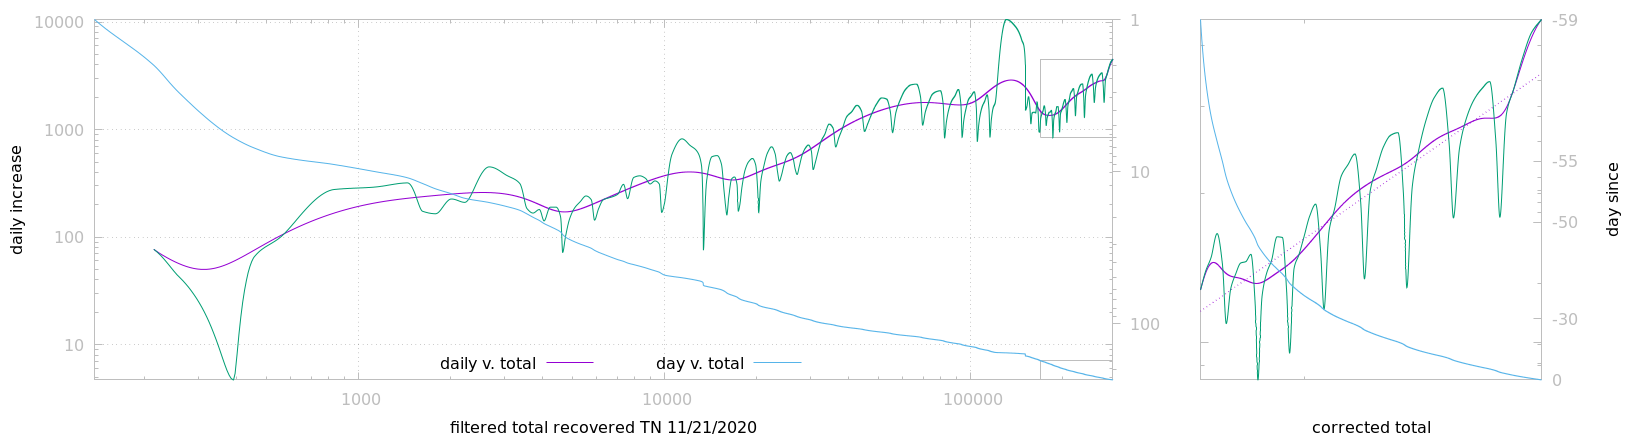 10000
1000
100
10
daily increase
1000
10000
100000
1
10
100
daily v. total
day v. total
filtered total recovered TN 11/21/2020
-59
-55
-50
-30
0
day since
corrected total